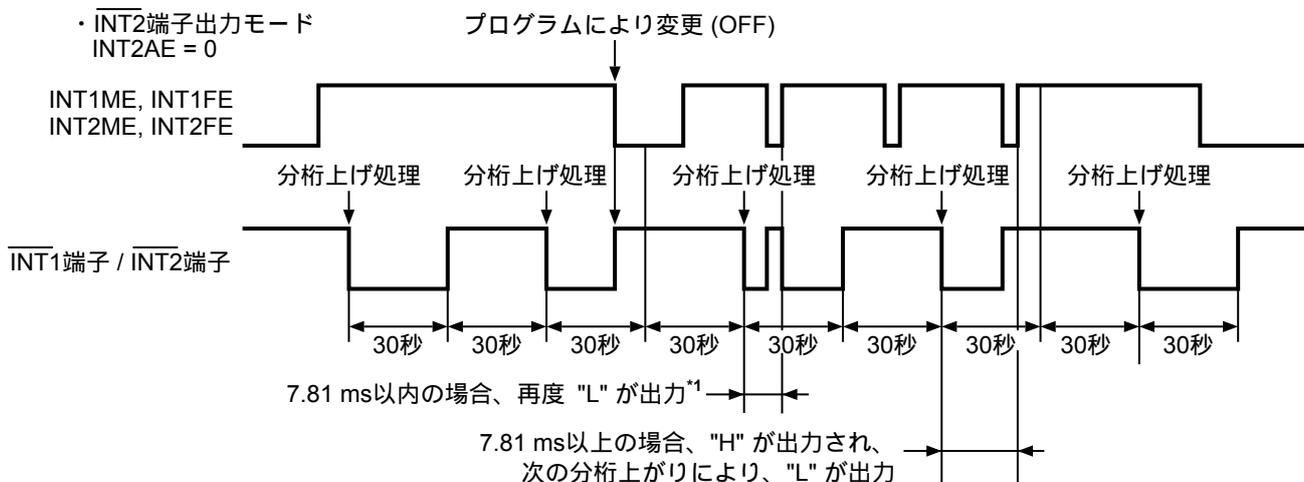 ・INT2端子出力モード
INT2AE = 0
プログラムにより変更 (OFF)
INT1ME, INT1FE
INT2ME, INT2FE
分桁上げ処理 分桁上げ処理 分桁上げ処理 分桁上げ処理 分桁上げ処理
INT1端子 / INT2端子
30秒 30秒 30秒 30秒 30秒 30秒 30秒 30秒 30秒
7.81 ms以内の場合、再度 "L" が出力*1
7.81 ms以上の場合、"H" が出力され、
次の分桁上がりにより、"L" が出力